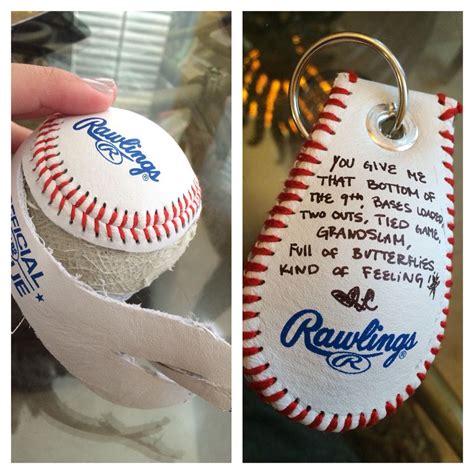 Rawlings
R
OFFICIAL
YOU GIVE ME
THAT BOTTOM OF
THE 9th, BASES LOADED,
TWO OUTS, TIED GAME,
GRANDSLAM,
FULL OF BUTTERFLIES
KIND OF FEELING!
Rawlings
R